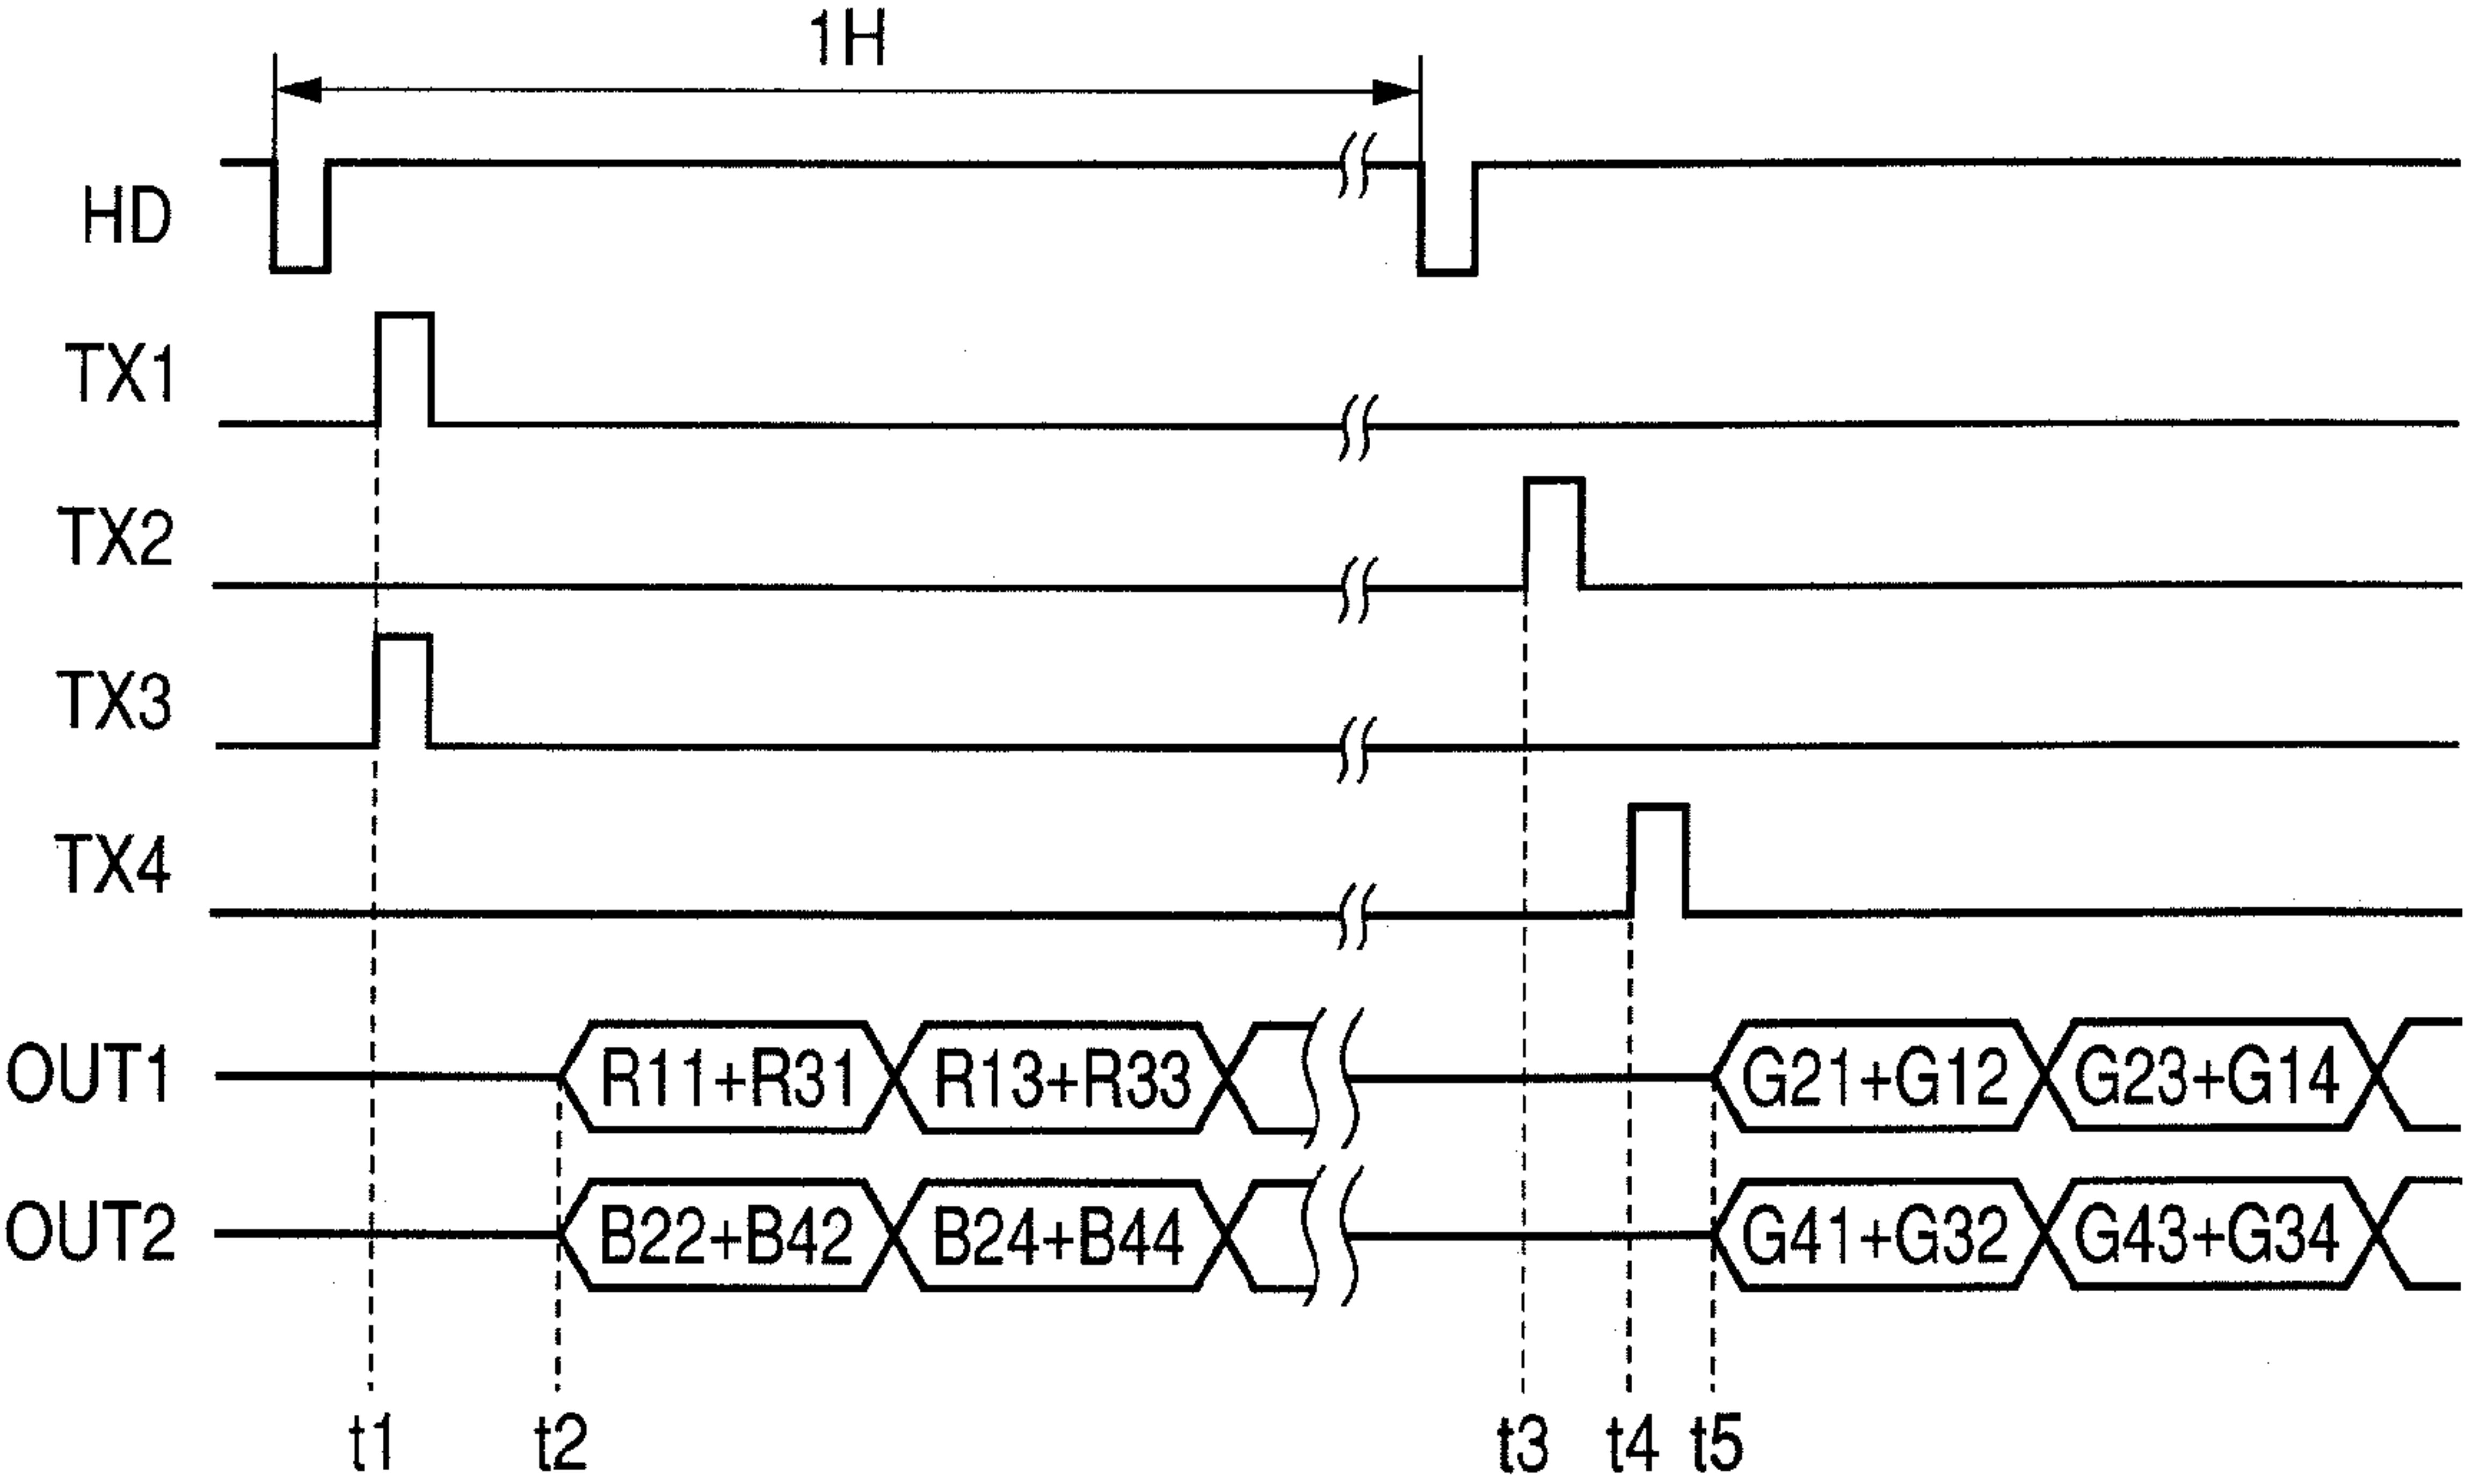 1H
HD
TX1
TX2
TX3
TX4
OUT1 R11+R31 R13+R33 G21+G12 G23+G14
OUT2 B22+B42 B24+B44 G41+G32 G43+G34
t1 t2 t3 t4 t5